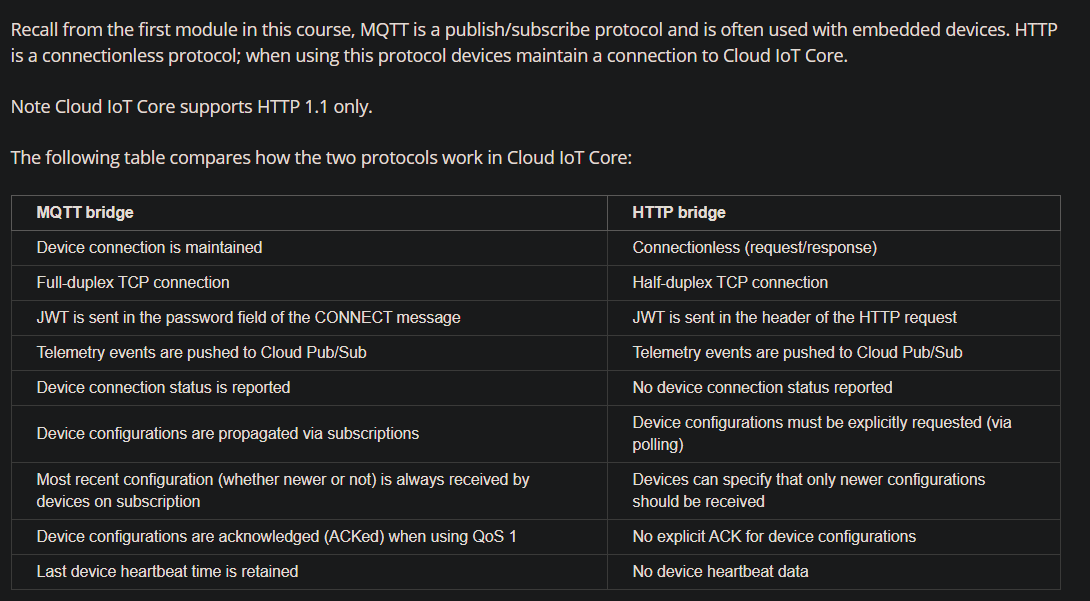 Recall from the first module in this course, MQTT is a publish/subscribe protocol and is often used with embedded devices. HTTP
is a connectionless protocol; when using this protocol devices maintain a connection to Cloud IoT Core.
Note Cloud IoT Core supports HTTP 1.1 only.
The following table compares how the two protocols work in Cloud IoT Core:
MQTT bridge
HTTP bridge
Device connection is maintained
Connectionless (request/response)
Full-duplex TCP connection
Half-duplex TCP connection
JWT is sent in the password field of the CONNECT message
JWT is sent in the header of the HTTP request
Telemetry events are pushed to Cloud Pub/Sub
Telemetry events are pushed to Cloud Pub/Sub
Device connection status is reported
No device connection status reported
Device configurations are propagated via subscriptions
Device configurations must be explicitly requested (via
polling)
Most recent configuration (whether newer or not) is always received by
devices on subscription
Devices can specify that only newer configurations
should be received
Device configurations are acknowledged (ACKed) when using QoS 1
No explicit ACK for device configurations
Last device heartbeat time is retained
No device heartbeat data